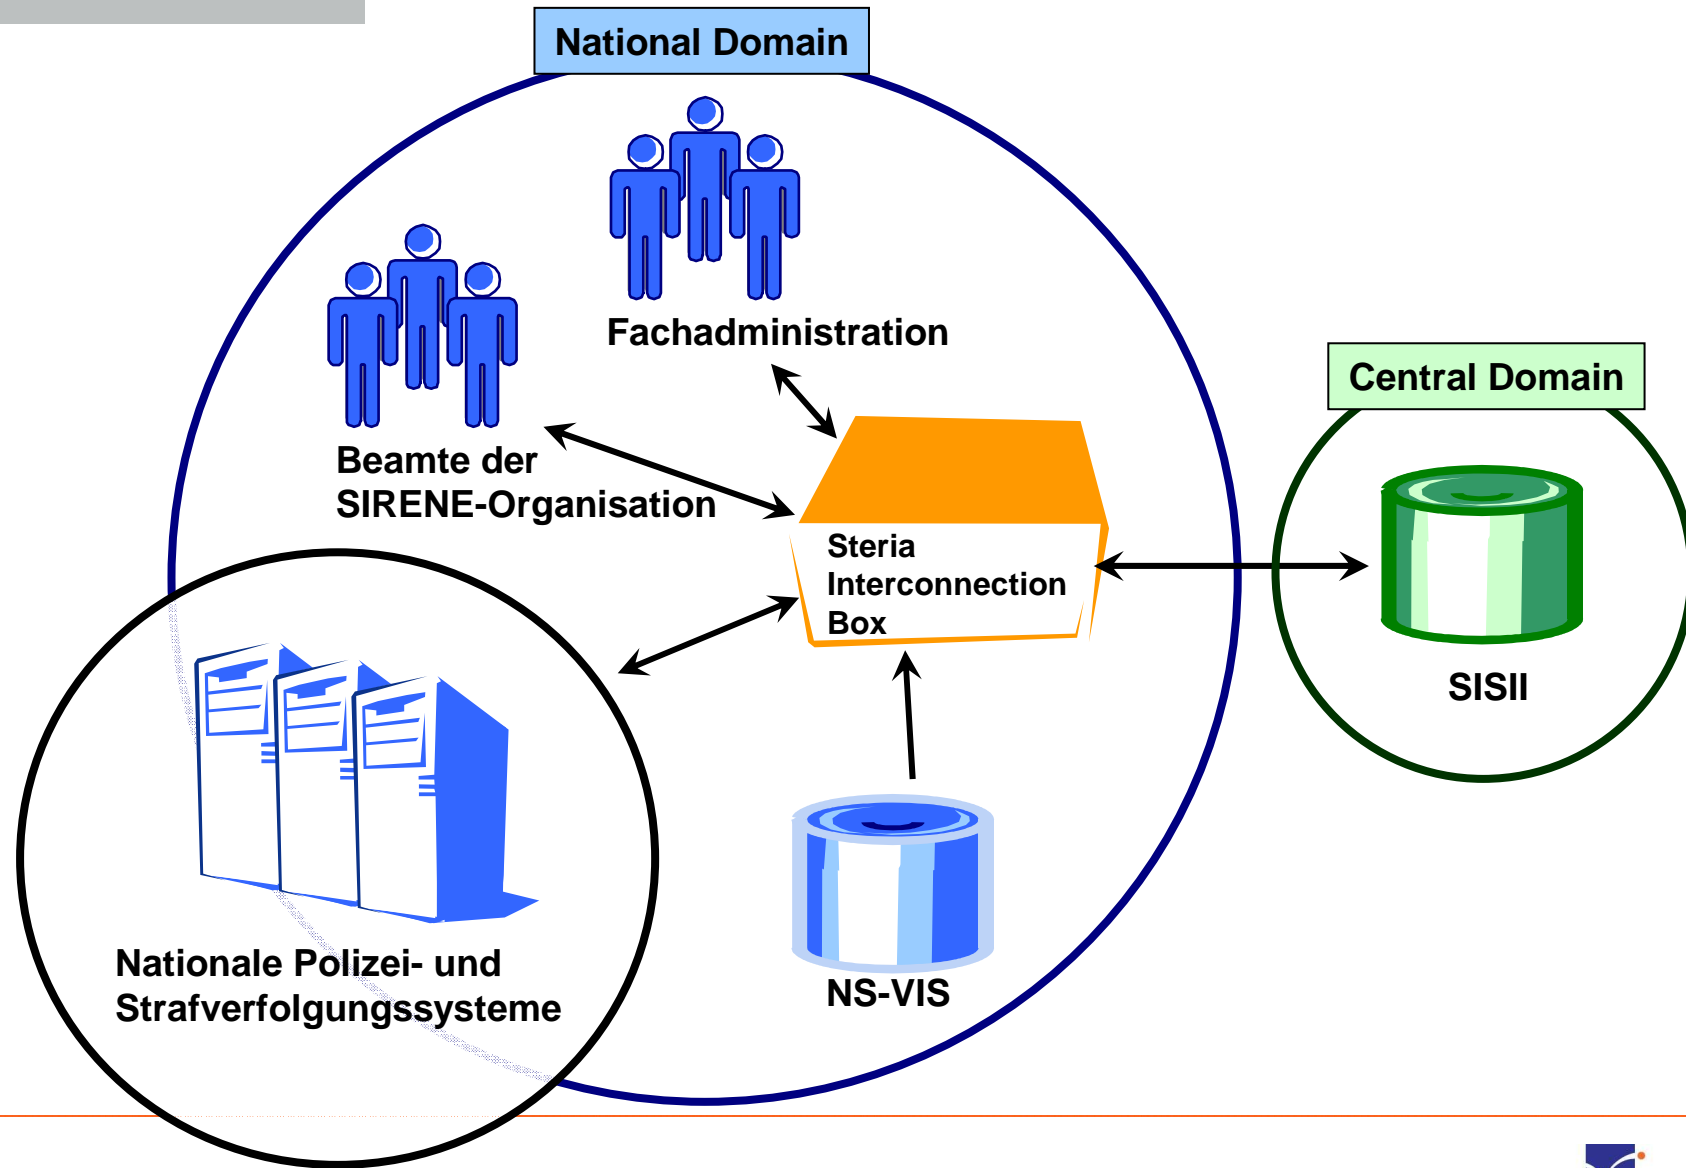 National Domain
Fachadministration
Central Domain
Beamte der
SIRENE-Organisation
Steria
Interconnection
Box
SISII
Nationale Polizei- und
Strafverfolgungssysteme
NS-VIS